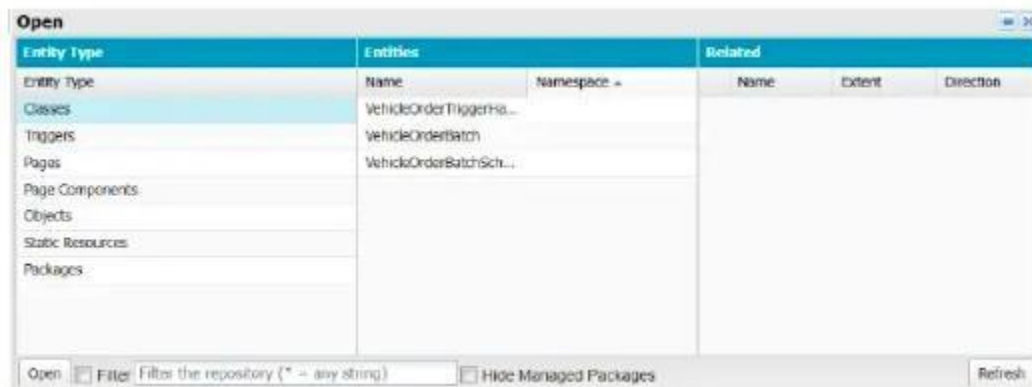 Open
Entity Type Entities Related
Entity Type Name Namespace Name Extent Direction
Classes VehicleOrderTriggerHa...
Triggers VehicleOrderBatch
Pages VehicleOrderBatchSch...
Page Components
Objects
Static Resources
Packages
Open Filter Filter the repository (* = any string) Hide Managed Packages Refresh